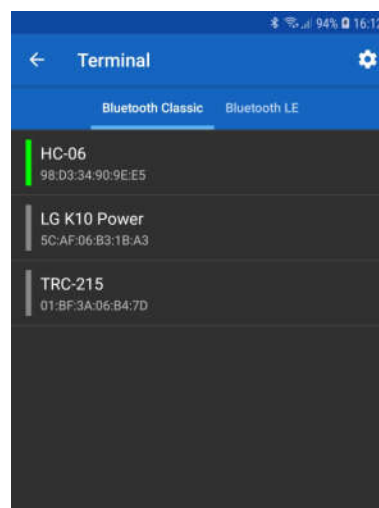 94% 16:12
Terminal
Bluetooth Classic Bluetooth LE
HC-06
98:D3:34:90:9E:E5
LG K10 Power
5C:AF:06:B3:1B:A3
TRC-215
01:BF:3A:06:B4:7D